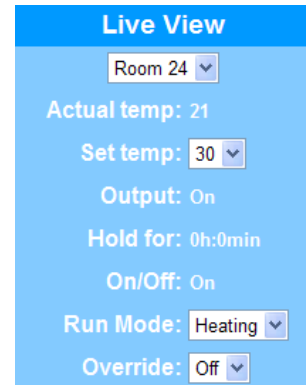 Live View
Room 24
Actual temp: 21
Set temp: 30
Output: On
Hold for: 0h:0min
On/Off: On
Run Mode: Heating
Override: Off